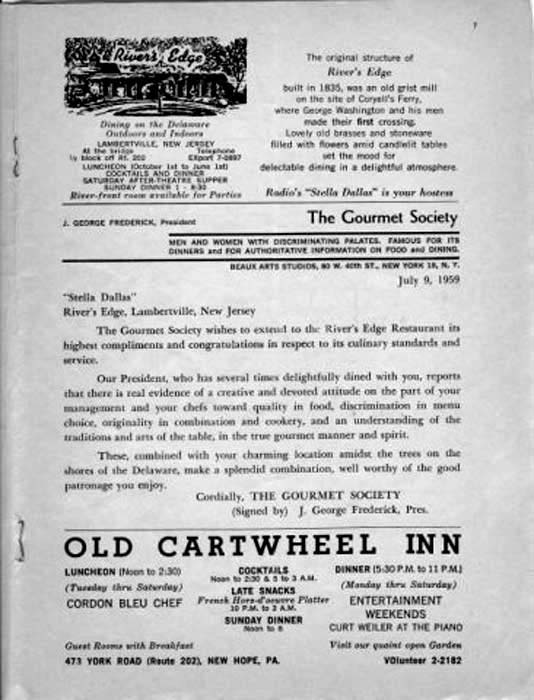 7
River's Edge
Dining on the Delaware
Outdoors and Indoors
LAMBERTVILLE, NEW JERSEY
At the bridge Telephone
½ block off Rt. 202 EXport 7-0897
LUNCHEON (October 1st to June 1st)
COCKTAILS AND DINNER
SATURDAY AFTER-THEATRE SUPPER
SUNDAY DINNER 1 - 8:30
River-front room available for Parties
The original structure of
River's Edge
built in 1835, was an old grist mill
on the site of Coryell's Ferry,
where George Washington and his men
made their first crossing.
Lovely old brasses and stoneware
filled with flowers amid candlelit tables
set the mood for
delectable dining in a delightful atmosphere.
Radio's "Stella Dallas" is your hostess
J. GEORGE FREDERICK, President
The Gourmet Society
MEN AND WOMEN WITH DISCRIMINATING PALATES. FAMOUS FOR ITS
DINNERS and FOR AUTHORITATIVE INFORMATION ON FOOD and DINING.
BEAUX ARTS STUDIOS, 80 W. 40th ST., NEW YORK 18, N. Y.
July 9, 1959
"Stella Dallas"
River's Edge, Lambertville, New Jersey
The Gourmet Society wishes to extend to the River's Edge Restaurant its
highest compliments and congratulations in respect to its culinary standards and
service.
Our President, who has several times delightfully dined with you, reports
that there is real evidence of a creative and devoted attitude on the part of your
management and your chefs toward quality in food, discrimination in menu
choice, originality in combination and cookery, and an understanding of the
traditions and arts of the table, in the true gourmet manner and spirit.
These, combined with your charming location amidst the trees on the
shores of the Delaware, make a splendid combination, well worthy of the good
patronage you enjoy.
Cordially, THE GOURMET SOCIETY
(Signed by) J. George Frederick, Pres.
OLD CARTWHEEL INN
LUNCHEON (Noon to 2:30)
(Tuesday thru Saturday)
CORDON BLEU CHEF
COCKTAILS
Noon to 2:30 & 5 to 3 A.M.
LATE SNACKS
French Hors-d'oeuvre Platter
10 P.M. to 2 A.M.
SUNDAY DINNER
Noon to 8
DINNER (5:30 P.M. to 11 P.M.)
(Monday thru Saturday)
ENTERTAINMENT
WEEKENDS
CURT WEILER AT THE PIANO
Guest Rooms with Breakfast
Visit our quaint open Garden
473 YORK ROAD (Route 202), NEW HOPE, PA.
VOlunteer 2-2182